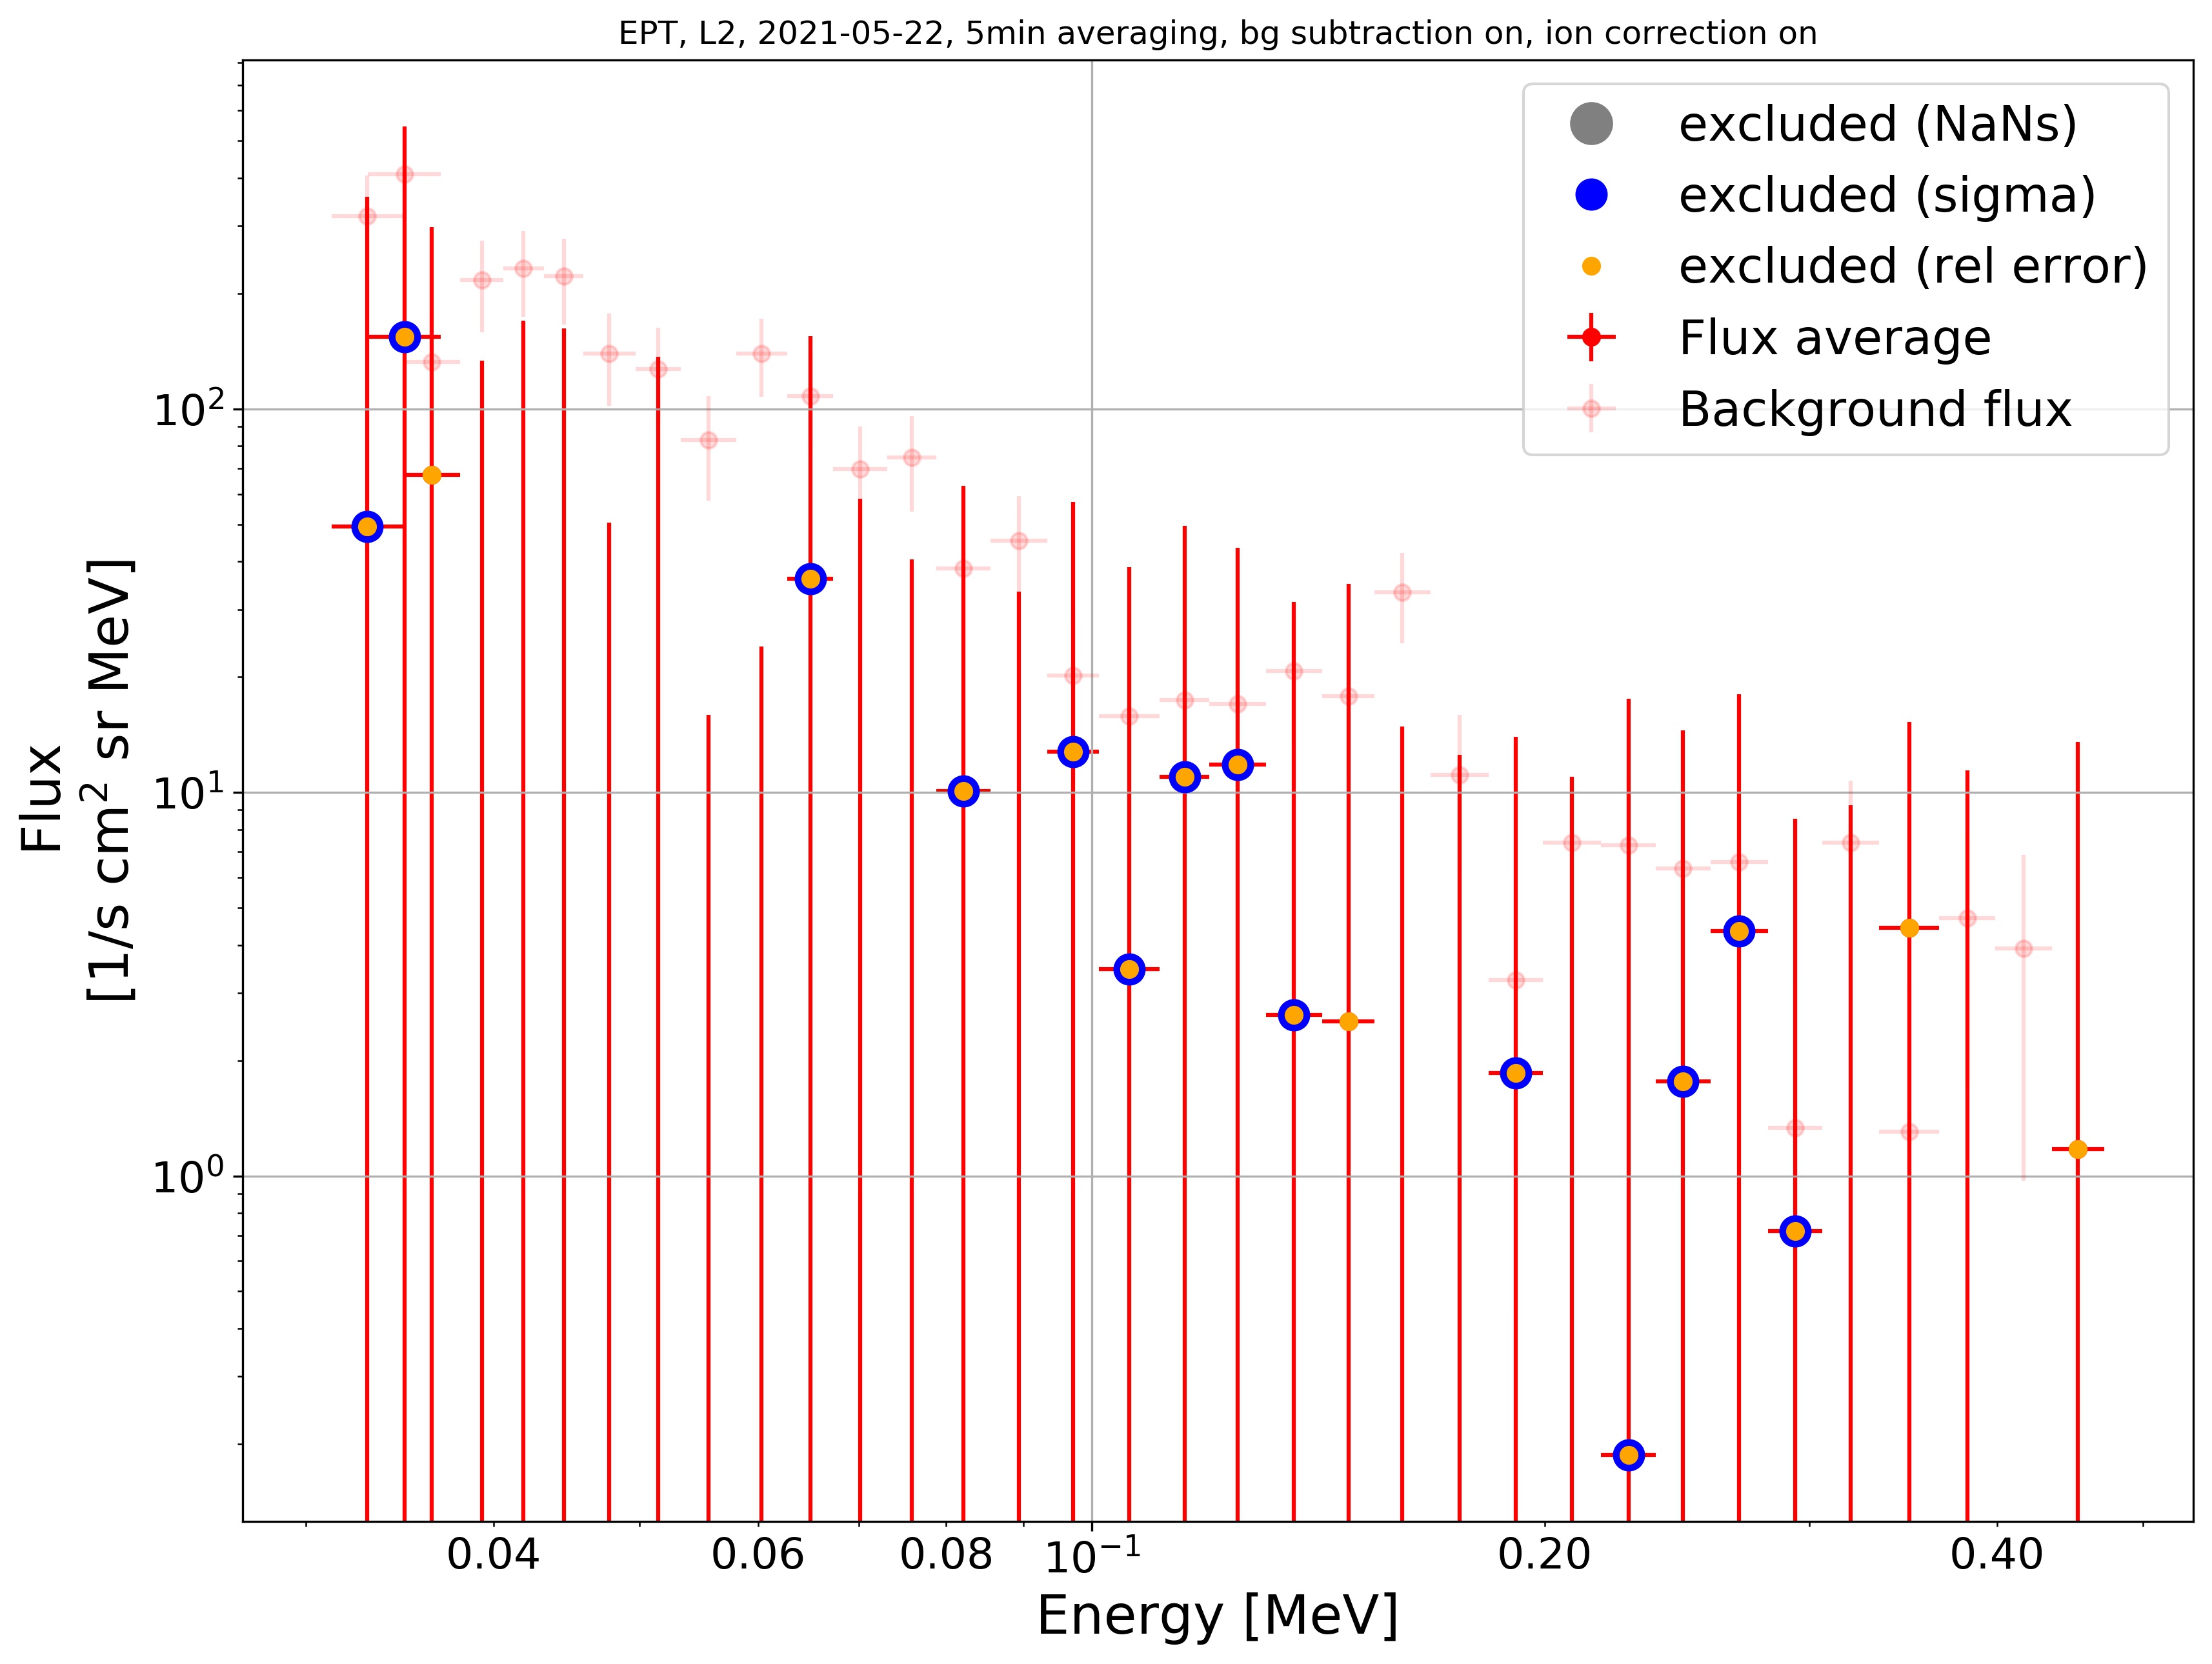 EPT, L2, 2021-05-22, 5min averaging, bg subtraction on, ion correction on
excluded (NaNs)
excluded (sigma)
excluded (rel error)
Flux average
Background flux
Flux
[1/s cm² sr MeV]
10²
10¹
10⁰
0.04
0.06
0.08
10⁻¹
0.20
0.40
Energy [MeV]